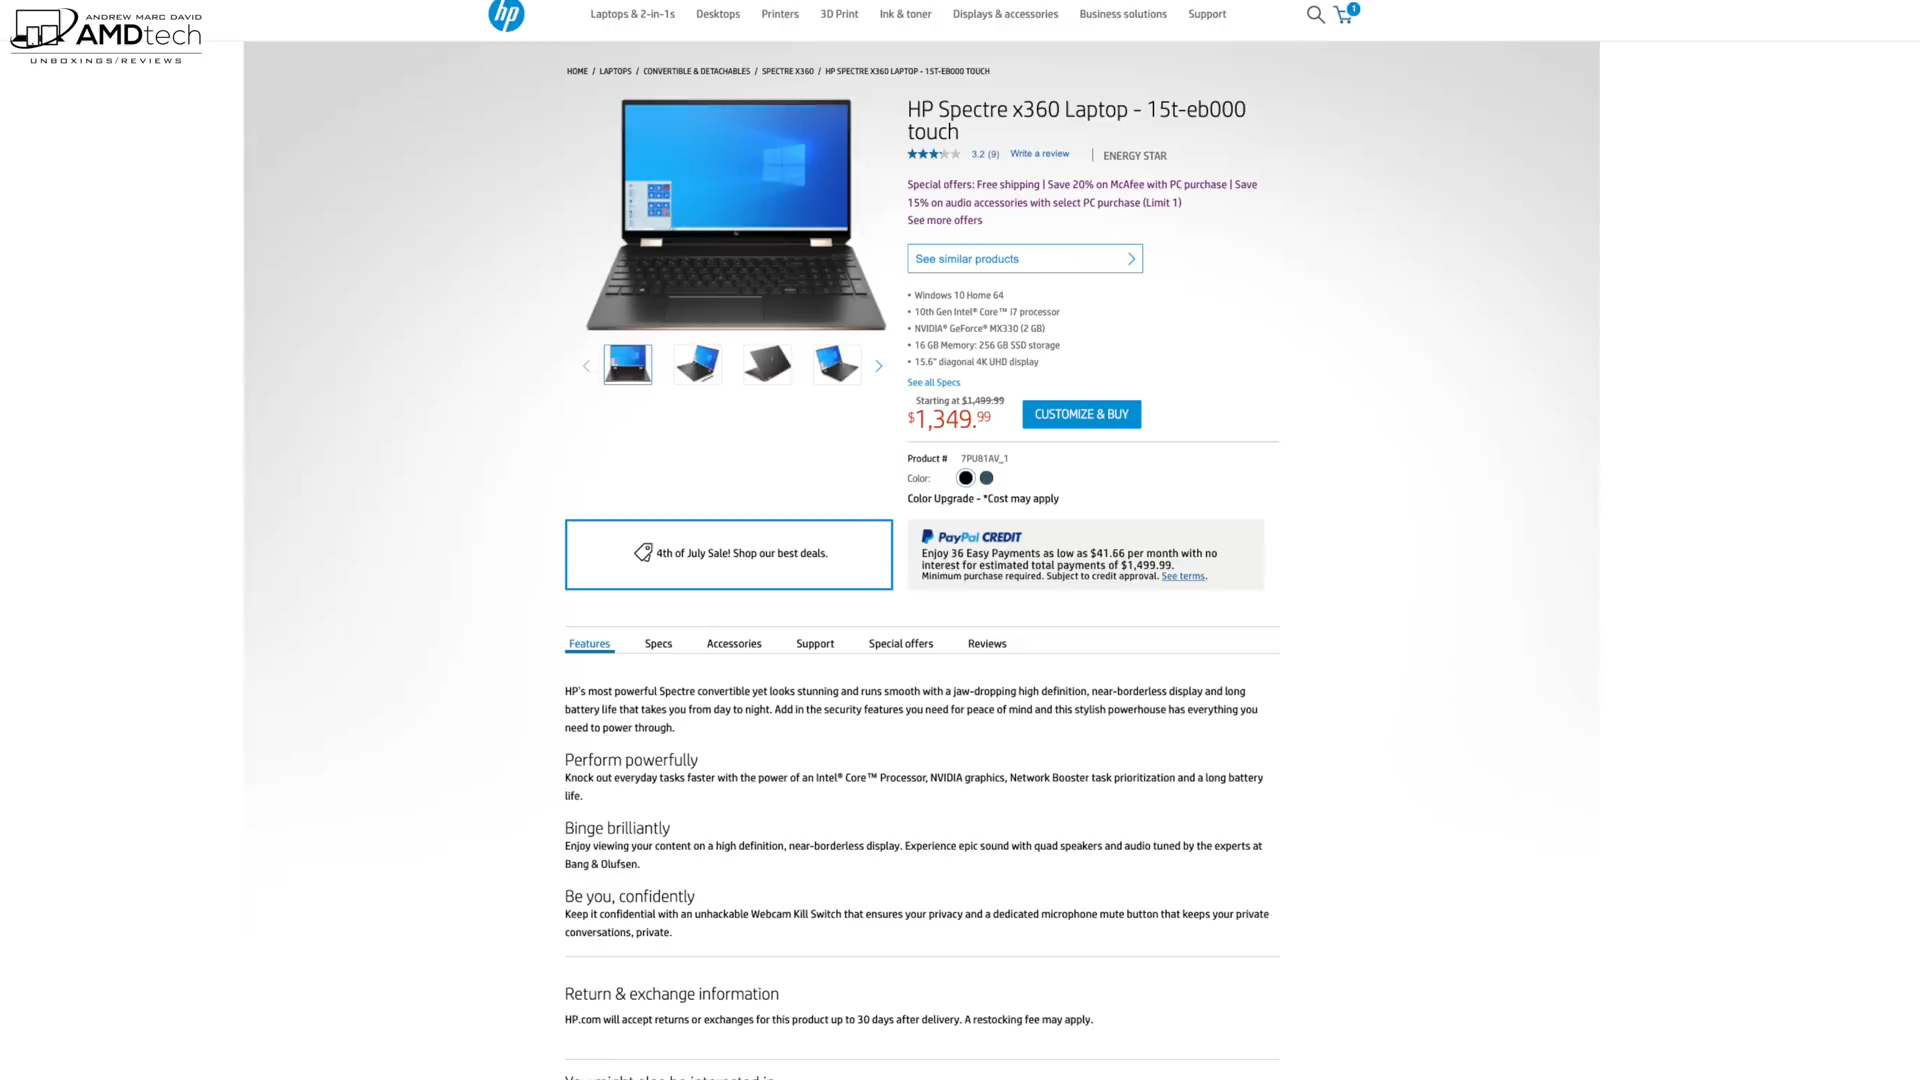 ANDREW MARC DAVID
AMDtech
UNBOXINGS/REVIEWS
hp
Laptops & 2-in-1s Desktops Printers 3D Print Ink & toner Displays & accessories Business solutions Support
1
HOME / LAPTOPS / CONVERTIBLE & DETACHABLES / SPECTRE X360 / HP SPECTRE X360 LAPTOP - 15T-EB000 TOUCH
HP Spectre x360 Laptop - 15t-eb000
touch
3.2 (9) Write a review | ENERGY STAR
Special offers: Free shipping | Save 20% on McAfee with PC purchase | Save
15% on audio accessories with select PC purchase (Limit 1)
See more offers
See similar products
• Windows 10 Home 64
• 10th Gen Intel® Core™ i7 processor
• NVIDIA® GeForce® MX330 (2 GB)
• 16 GB Memory; 256 GB SSD storage
• 15.6" diagonal 4K UHD display
See all Specs
Starting at $1,499.99
$1,349.99
CUSTOMIZE & BUY
Product # 7PU81AV_1
Color:
Color Upgrade - *Cost may apply
4th of July Sale! Shop our best deals.
PayPal CREDIT
Enjoy 36 Easy Payments as low as $41.66 per month with no
interest for estimated total payments of $1,499.99.
Minimum purchase required. Subject to credit approval. See terms.
Features Specs Accessories Support Special offers Reviews
HP's most powerful Spectre convertible yet looks stunning and runs smooth with a jaw-dropping high definition, near-borderless display and long
battery life that takes you from day to night. Add in the security features you need for peace of mind and this stylish powerhouse has everything you
need to power through.
Perform powerfully
Knock out everyday tasks faster with the power of an Intel® Core™ Processor, NVIDIA graphics, Network Booster task prioritization and a long battery
life.
Binge brilliantly
Enjoy viewing your content on a high definition, near-borderless display. Experience epic sound with quad speakers and audio tuned by the experts at
Bang & Olufsen.
Be you, confidently
Keep it confidential with an unhackable Webcam Kill Switch that ensures your privacy and a dedicated microphone mute button that keeps your private
conversations, private.
Return & exchange information
HP.com will accept returns or exchanges for this product up to 30 days after delivery. A restocking fee may apply.
You might also be interested in